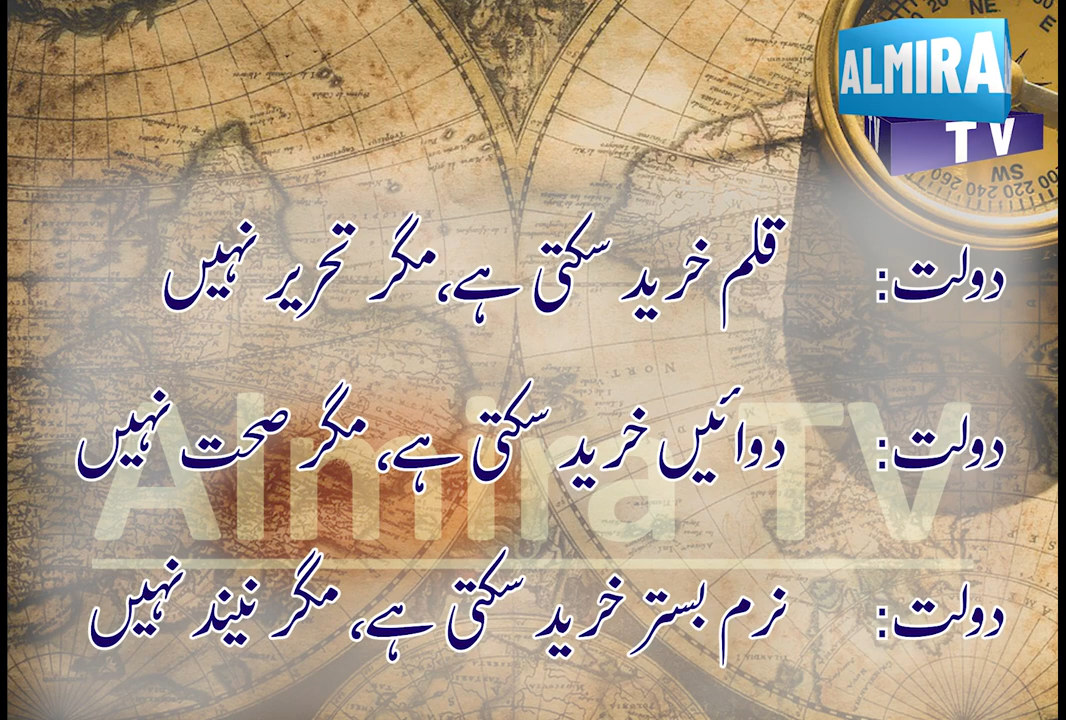 ALMIRA
TV
دولت: قلم خرید سکتی ہے، مگر تحریر نہیں
دولت: دوائیں خرید سکتی ہے، مگر صحت نہیں
دولت: نرم بستر خرید سکتی ہے، مگر نیند نہیں
Almira TV